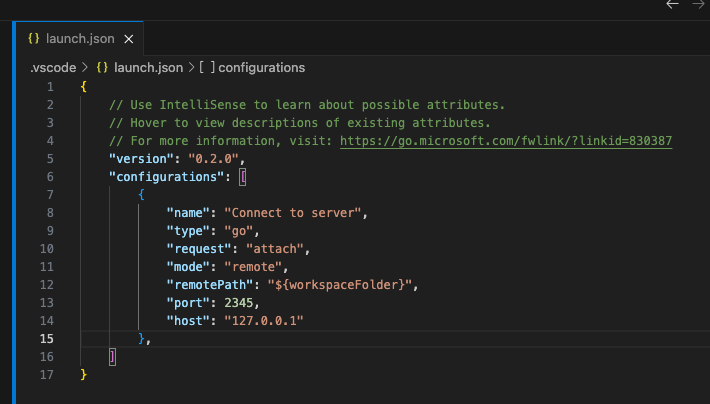 {} launch.json ×
.vscode > {} launch.json > [ ] configurations
1 {
2 // Use IntelliSense to learn about possible attributes.
3 // Hover to view descriptions of existing attributes.
4 // For more information, visit: https://go.microsoft.com/fwlink/?linkid=830387
5 "version": "0.2.0",
6 "configurations": [
7 {
8 "name": "Connect to server",
9 "type": "go",
10 "request": "attach",
11 "mode": "remote",
12 "remotePath": "${workspaceFolder}",
13 "port": 2345,
14 "host": "127.0.0.1"
15 },
16 ]
17 }